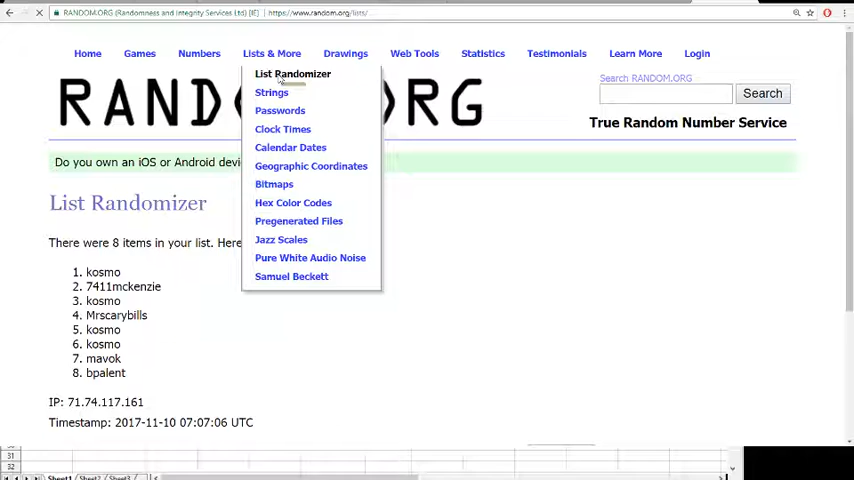 RANDOM.ORG (Randomness and Integrity Services Ltd) [IE] | https://www.random.org/lists/
Home Games Numbers Lists & More Drawings Web Tools Statistics Testimonials Learn More Login
List Randomizer
Strings
Passwords
Clock Times
Calendar Dates
Geographic Coordinates
Bitmaps
Hex Color Codes
Pregenerated Files
Jazz Scales
Pure White Audio Noise
Samuel Beckett
Search RANDOM.ORG
Search
True Random Number Service
Do you own an iOS or Android devi
List Randomizer
There were 8 items in your list. Here
1. kosmo
2. 7411mckenzie
3. kosmo
4. Mrscarybills
5. kosmo
6. kosmo
7. mavok
8. bpalent
IP: 71.74.117.161
Timestamp: 2017-11-10 07:07:06 UTC
31
32
Sheet1 Sheet2 Sheet3